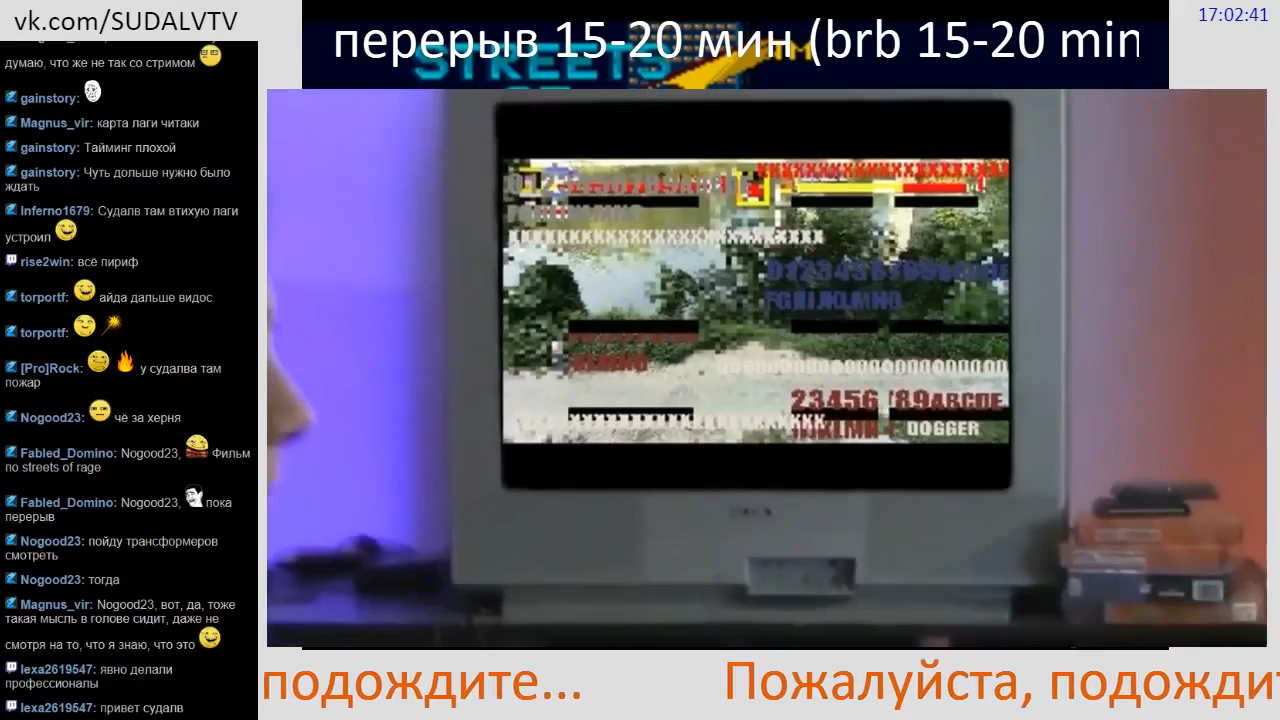 vk.com/SUDALVTV
думаю, что же не так со стримом
gainstory:
Magnus_vir: карта лаги читаки
gainstory: Тайминг плохой
gainstory: Чуть дольше нужно было
ждать
Inferno1679: Судалв там втихую лаги
устроил
rise2win: всё пириф
torportf: айда дальше видос
torportf:
[Pro]Rock: у судалва там
пожар
Nogood23: чё за херня
Fabled_Domino: Nogood23, Фильм
по streets of rage
Fabled_Domino: Nogood23, пока
перерыв
Nogood23: пойду трансформеров
смотреть
Nogood23: тогда
Magnus_vir: Nogood23, вот, да, тоже
такая мысль в голове сидит, даже не
смотря на то, что я знаю, что это
lexa2619547: явно делали
профессионалы
lexa2619547: привет судалв
17:02:41
перерыв 15-20 мин (brb 15-20 min
STREETS
0123456789ABCDE
FGHIJKLMNO
KLMNO
23456789ABCDE
DOGGER
подождите... Пожалуйста, подождит